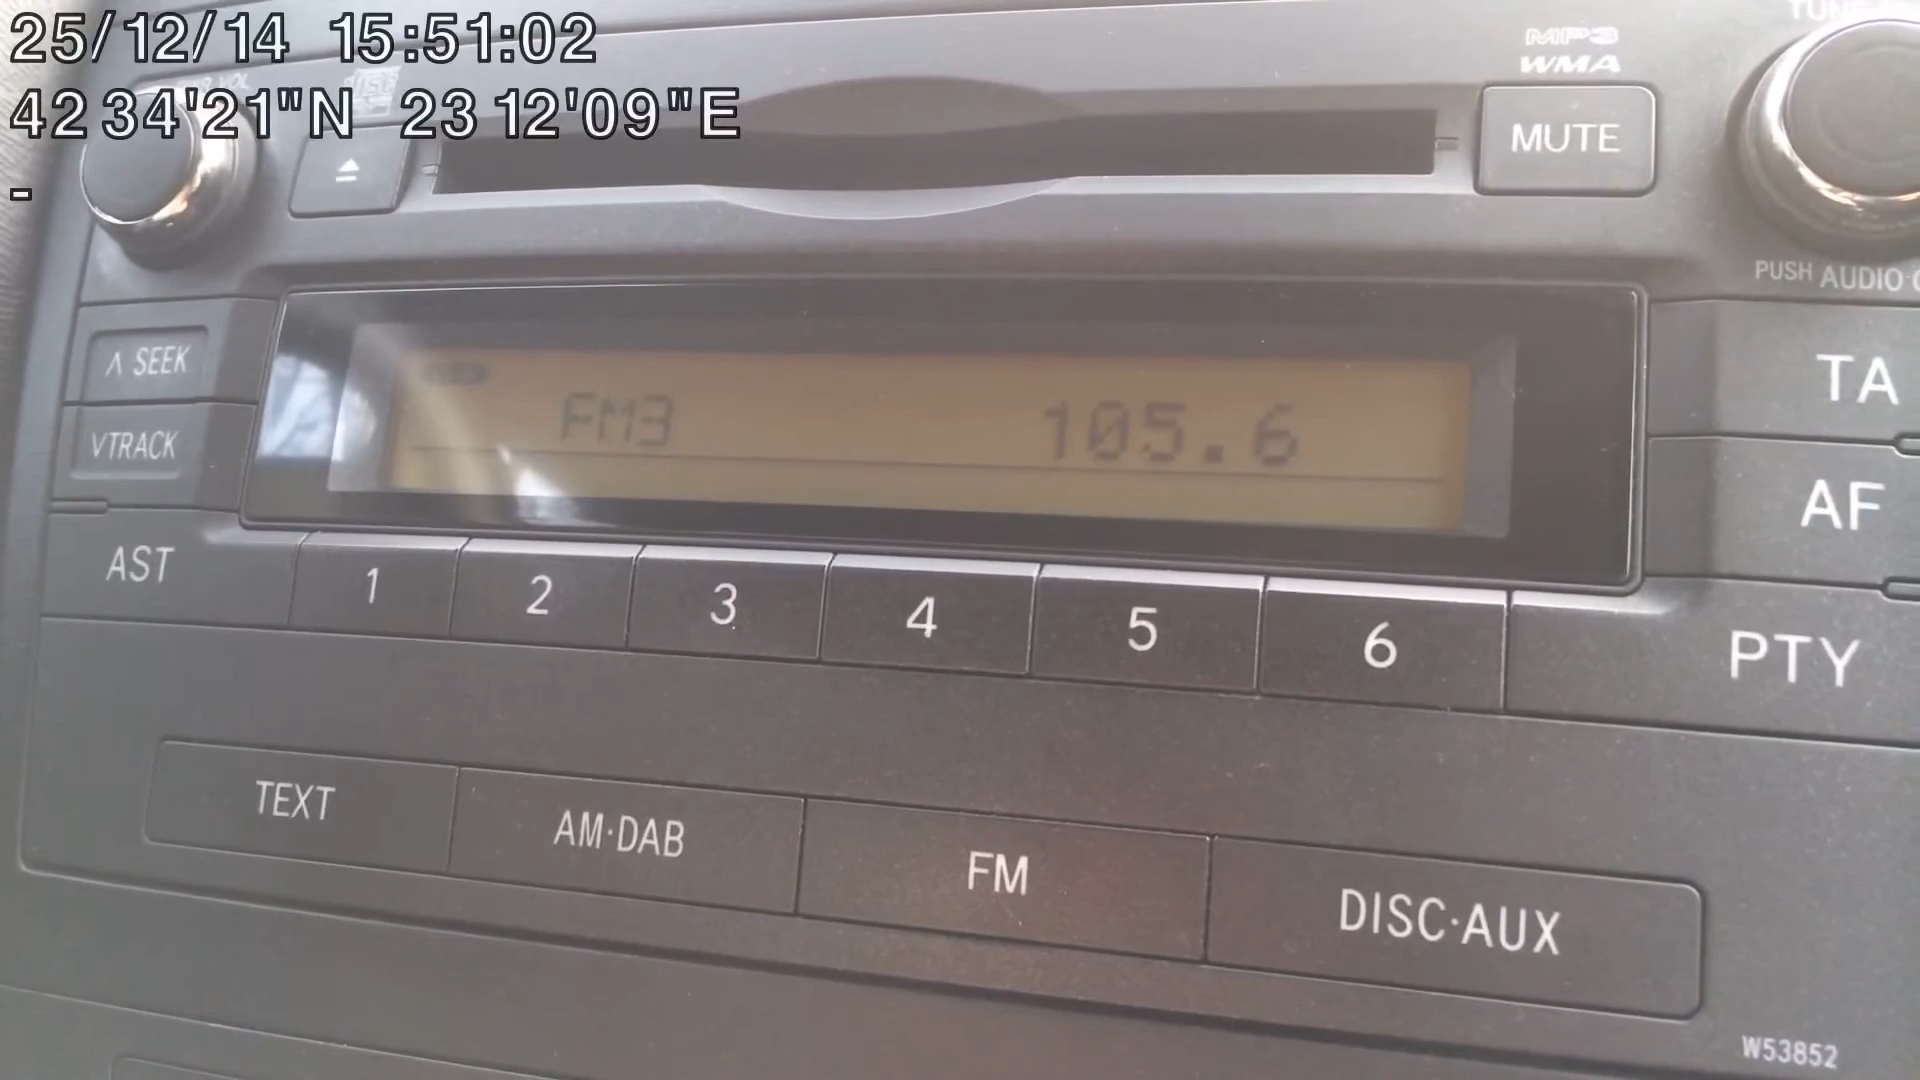 25/12/14 15:51:02
42 34'21"N 23 12'09"E
-
MP3
WMA
MUTE
PUSH AUDIO
∧ SEEK
∨TRACK
FM3 105.6
TA
AF
AST
1 2 3 4 5 6
PTY
TEXT
AM·DAB
FM
DISC·AUX
W53852